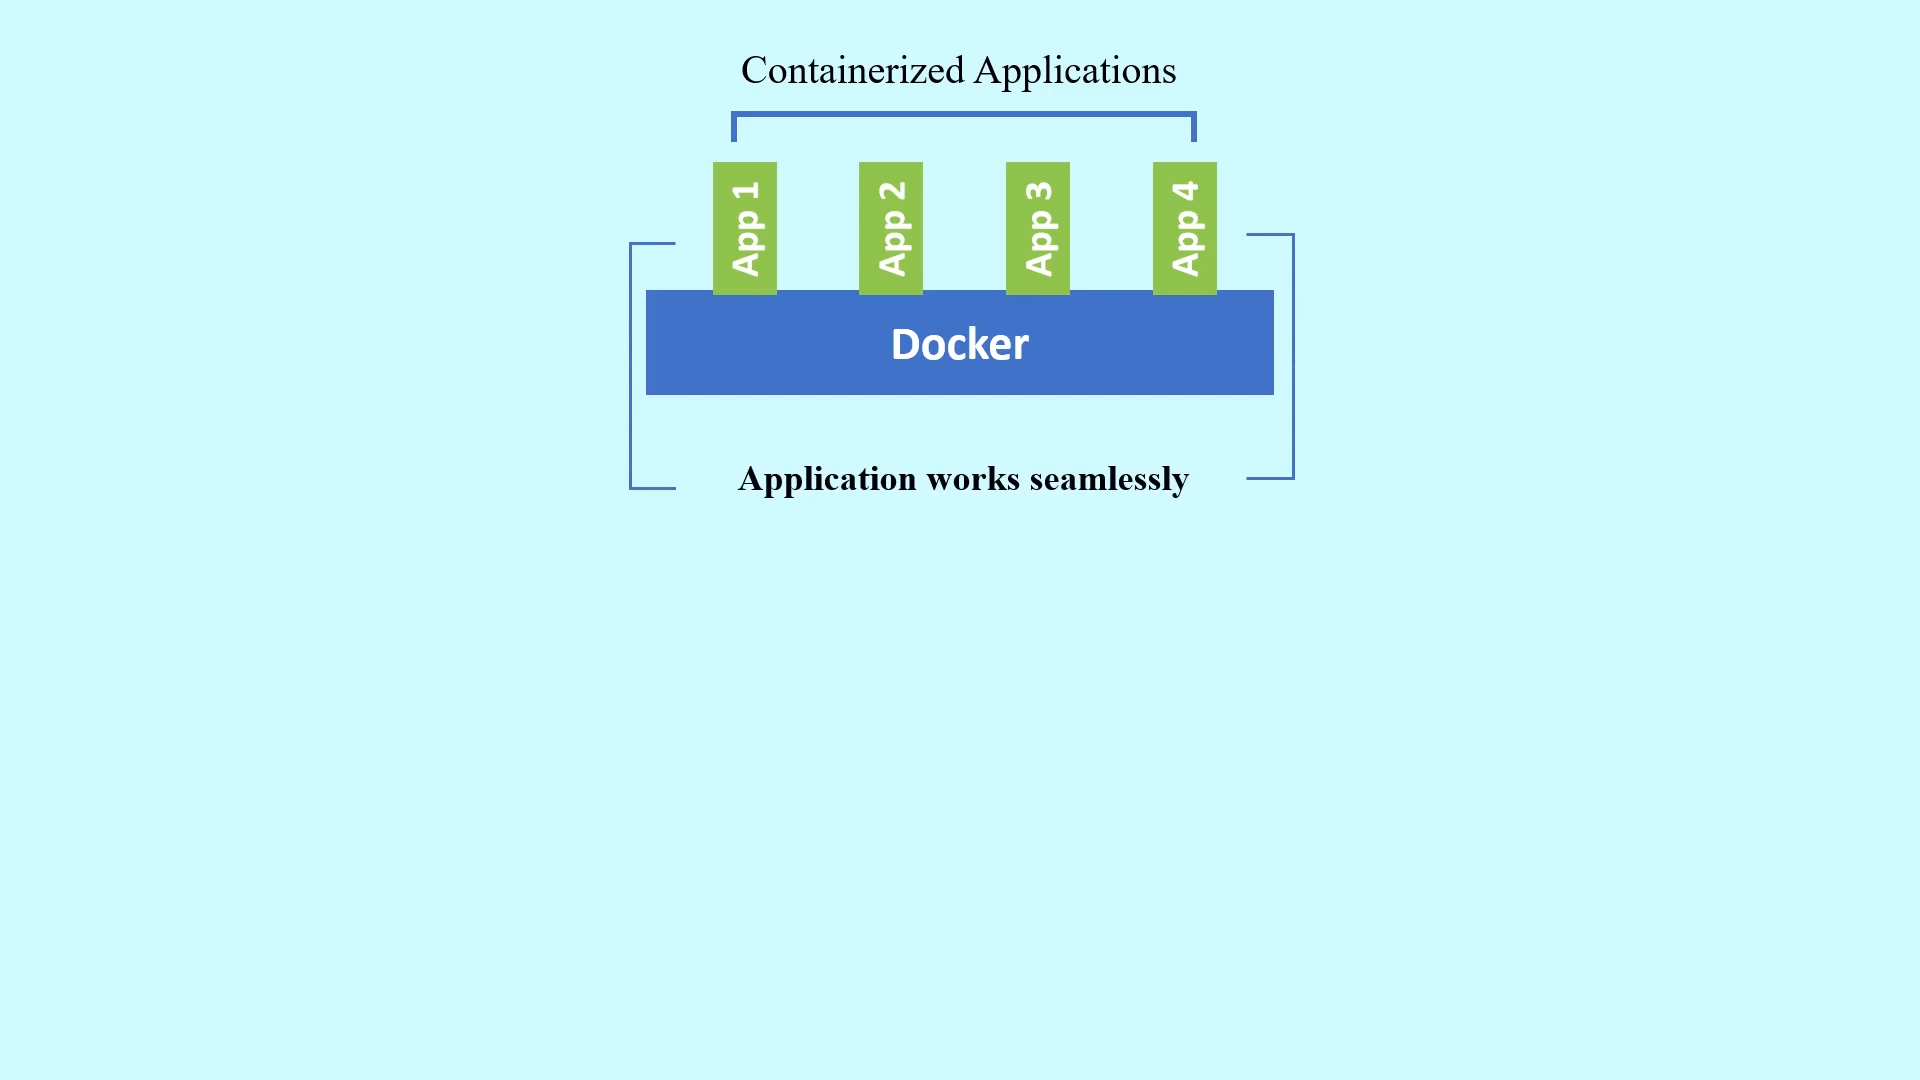 Containerized Applications
App 1
App 2
App 3
App 4
Docker
Application works seamlessly